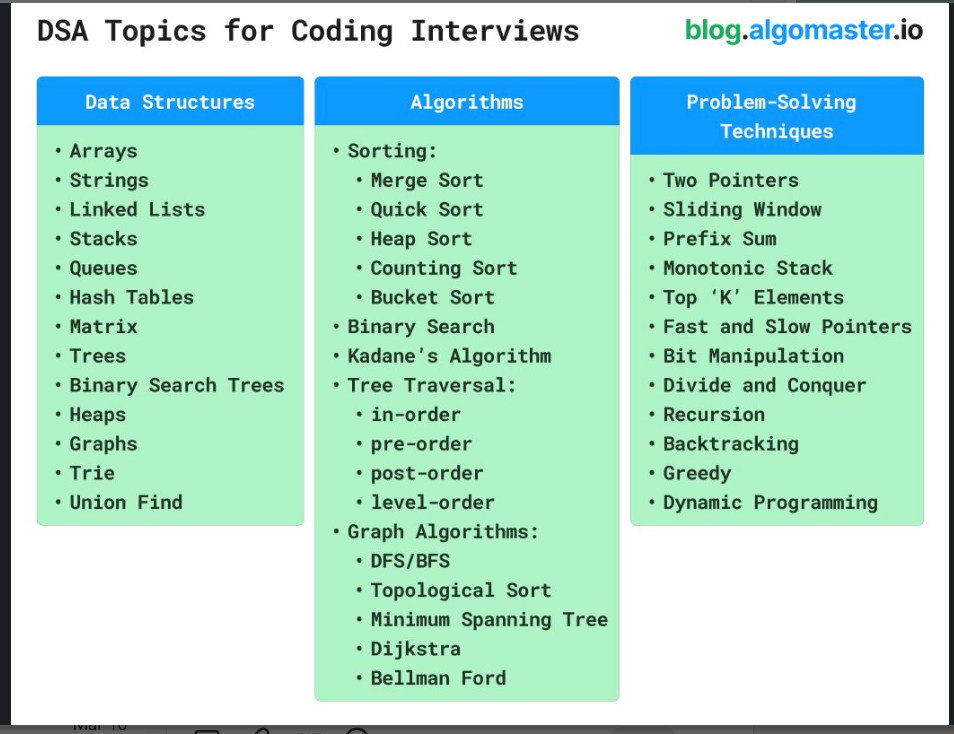 DSA Topics for Coding Interviews
blog.algomaster.io
Data Structures
• Arrays
• Strings
• Linked Lists
• Stacks
• Queues
• Hash Tables
• Matrix
• Trees
• Binary Search Trees
• Heaps
• Graphs
• Trie
• Union Find
Algorithms
• Sorting:
• Merge Sort
• Quick Sort
• Heap Sort
• Counting Sort
• Bucket Sort
• Binary Search
• Kadane’s Algorithm
• Tree Traversal:
• in-order
• pre-order
• post-order
• level-order
• Graph Algorithms:
• DFS/BFS
• Topological Sort
• Minimum Spanning Tree
• Dijkstra
• Bellman Ford
Problem-Solving
Techniques
• Two Pointers
• Sliding Window
• Prefix Sum
• Monotonic Stack
• Top ‘K’ Elements
• Fast and Slow Pointers
• Bit Manipulation
• Divide and Conquer
• Recursion
• Backtracking
• Greedy
• Dynamic Programming